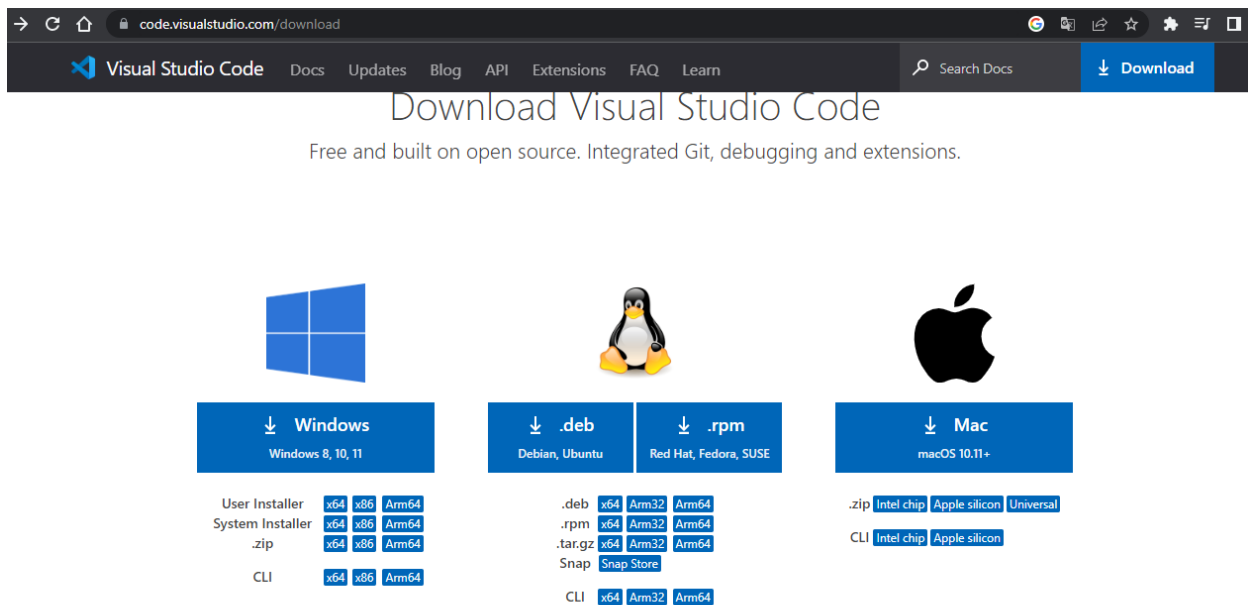 code.visualstudio.com/download
Visual Studio Code Docs Updates Blog API Extensions FAQ Learn Search Docs Download
Download Visual Studio Code
Free and built on open source. Integrated Git, debugging and extensions.
Windows
Windows 8, 10, 11
User Installer x64 x86 Arm64
System Installer x64 x86 Arm64
.zip x64 x86 Arm64
CLI x64 x86 Arm64
.deb
Debian, Ubuntu
.rpm
Red Hat, Fedora, SUSE
.deb x64 Arm32 Arm64
.rpm x64 Arm32 Arm64
.tar.gz x64 Arm32 Arm64
Snap Snap Store
CLI x64 Arm32 Arm64
Mac
macOS 10.11+
.zip Intel chip Apple silicon Universal
CLI Intel chip Apple silicon